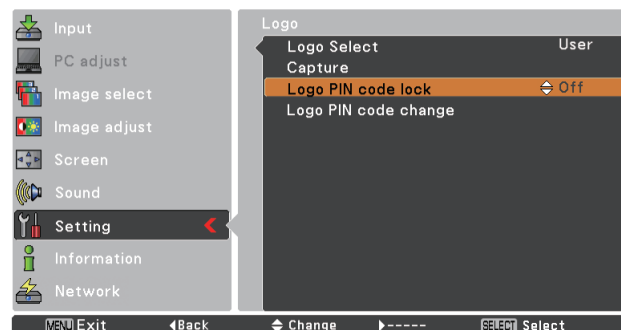 Input
PC adjust
Image select
Image adjust
Screen
Sound
Setting
Information
Network
Logo
Logo Select User
Capture
Logo PIN code lock Off
Logo PIN code change
MENU Exit Back Change ----- SELECT Select